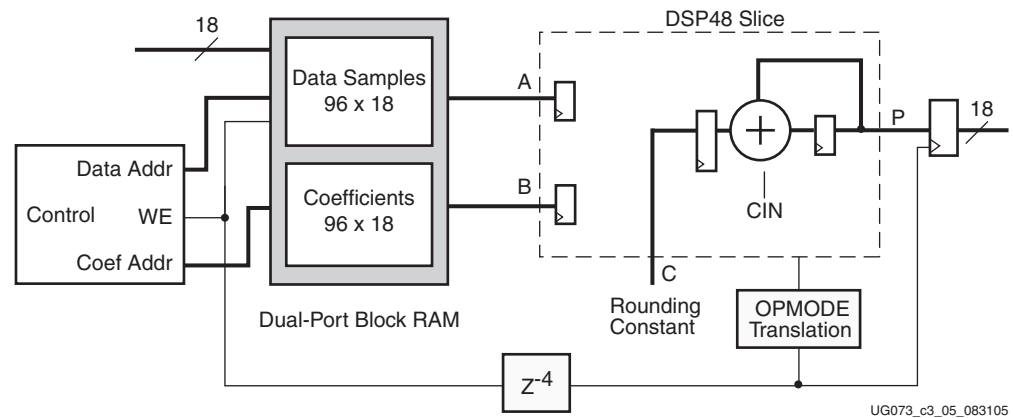 DSP48 Slice
18
Data Samples
96 x 18
A
P
18
+
Data Addr
Control
WE
Coef Addr
Coefficients
96 x 18
B
CIN
C
Rounding
Constant
OPMODE
Translation
Dual-Port Block RAM
Z-4
UG073_c3_05_083105